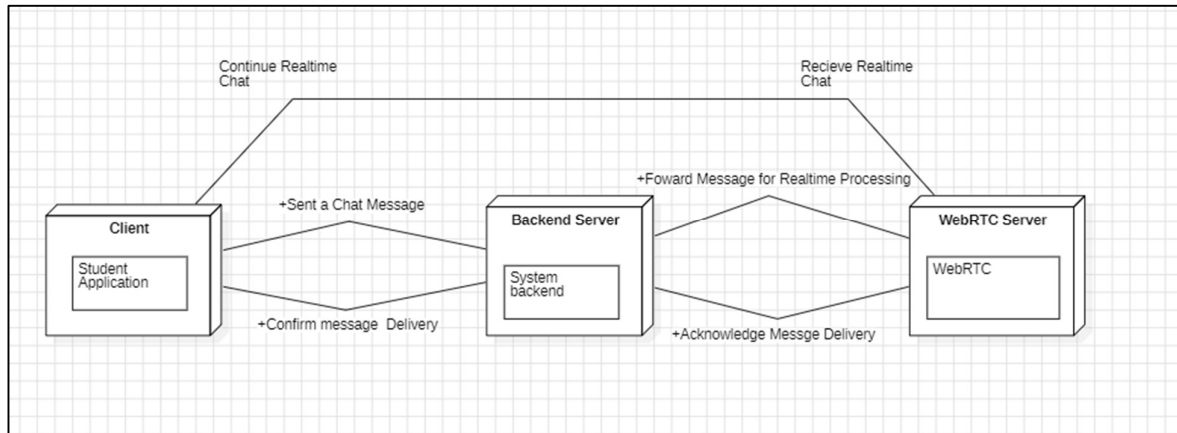 Continue Realtime
Chat
Recieve Realtime
Chat
+Foward Message for Realtime Processing
+Sent a Chat Message
Client
Backend Server
WebRTC Server
Student
Application
System
backend
WebRTC
+Confirm message  Delivery
+Acknowledge Messge Delivery